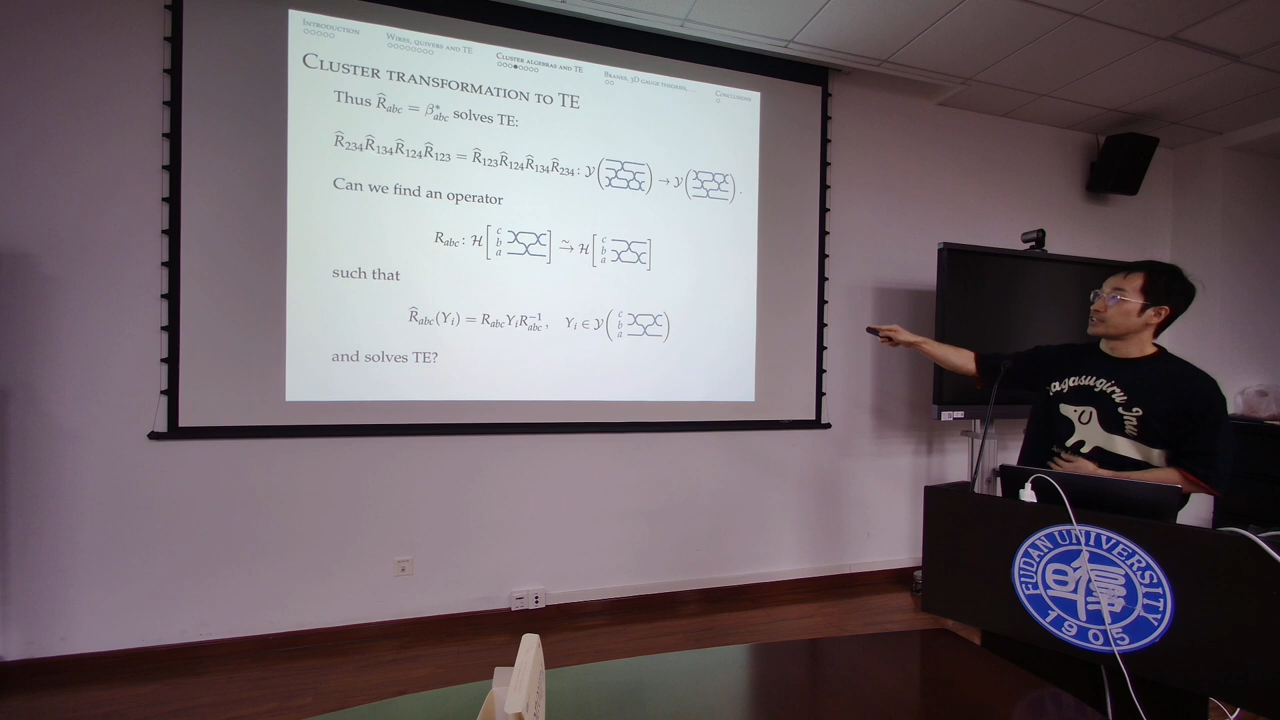 INTRODUCTION
WIRES, QUIVERS AND TE
CLUSTER ALGEBRAS AND TE
BRANES, 3D GAUGE THEORIES, ...
CONCLUSIONS
CLUSTER TRANSFORMATION TO TE
Thus R̂_abc = β*_abc solves TE:
R̂_234 R̂_134 R̂_124 R̂_123 = R̂_123 R̂_124 R̂_134 R̂_234 : 𝒴( ) → 𝒴( ) .
Can we find an operator
R_abc : ℋ[ c b a ] ⥲ ℋ[ c b a ]
such that
R̂_abc(Y_i) = R_abc Y_i R_abc^{-1} , Y_i ∈ 𝒴( c b a )
and solves TE?
agasugiru Inu
FUDAN UNIVERSITY
1905